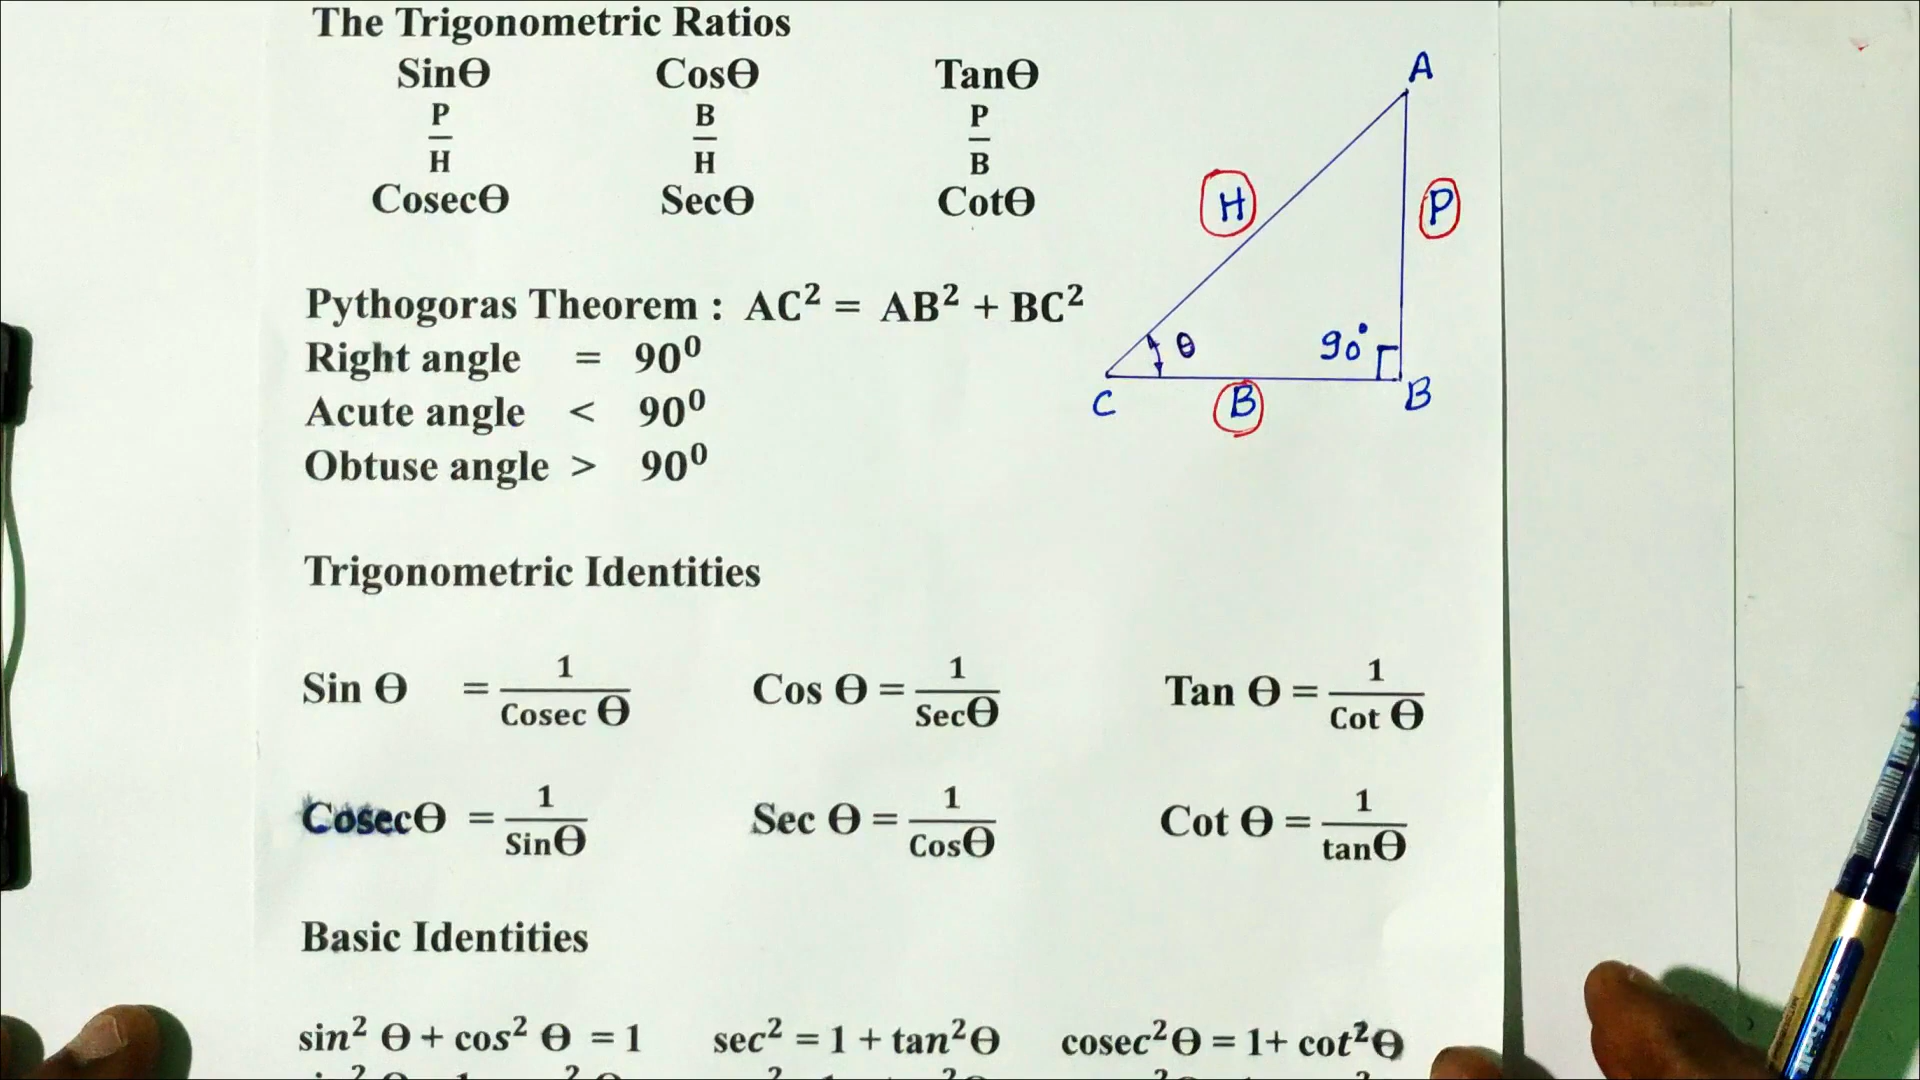 The Trigonometric Ratios
Sinθ Cosθ Tanθ
P B P
H H B
Cosecθ Secθ Cotθ
A
H
P
Pythogoras Theorem : AC² = AB² + BC²
Right angle = 90⁰
θ 90°
C B B
Acute angle < 90⁰
Obtuse angle > 90⁰
Trigonometric Identities
Sin θ = 1/Cosec θ Cos θ = 1/Secθ Tan θ = 1/Cot θ
Cosecθ = 1/Sinθ Sec θ = 1/Cosθ Cot θ = 1/tanθ
Basic Identities
sin² θ + cos² θ = 1 sec² = 1 + tan²θ cosec²θ = 1+ cot²θ